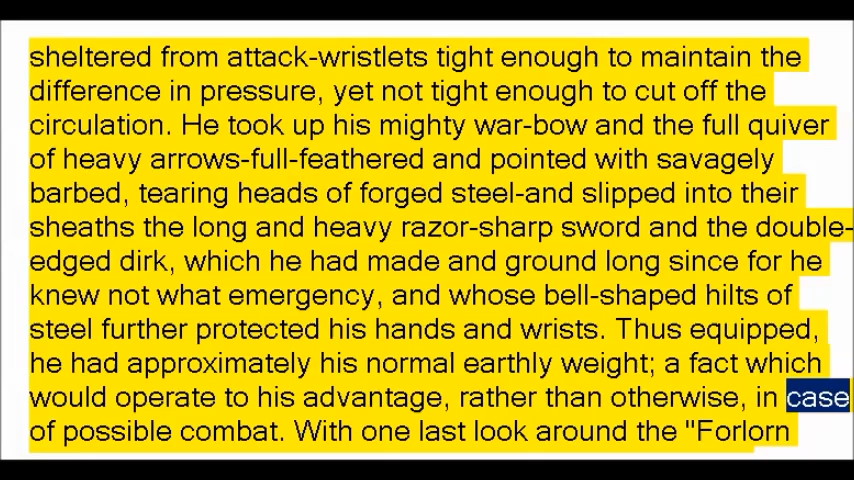 sheltered from attack-wristlets tight enough to maintain the
difference in pressure, yet not tight enough to cut off the
circulation. He took up his mighty war-bow and the full quiver
of heavy arrows-full-feathered and pointed with savagely
barbed, tearing heads of forged steel-and slipped into their
sheaths the long and heavy razor-sharp sword and the double-
edged dirk, which he had made and ground long since for he
knew not what emergency, and whose bell-shaped hilts of
steel further protected his hands and wrists. Thus equipped,
he had approximately his normal earthly weight; a fact which
would operate to his advantage, rather than otherwise, in case
of possible combat. With one last look around the "Forlorn